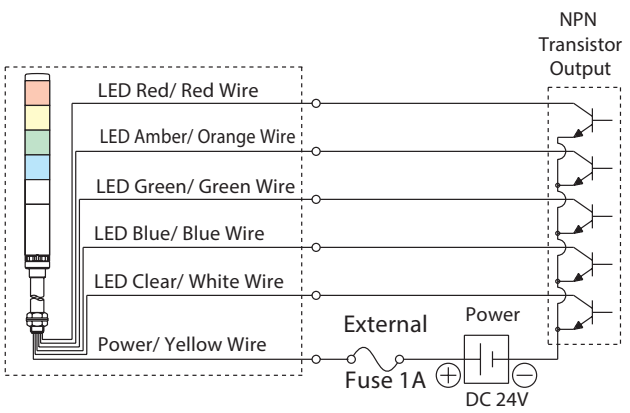 NPN
Transistor
Output
LED Red/ Red Wire
LED Amber/ Orange Wire
LED Green/ Green Wire
LED Blue/ Blue Wire
LED Clear/ White Wire
Power/ Yellow Wire
External
Fuse 1A
Power
+
−
DC 24V